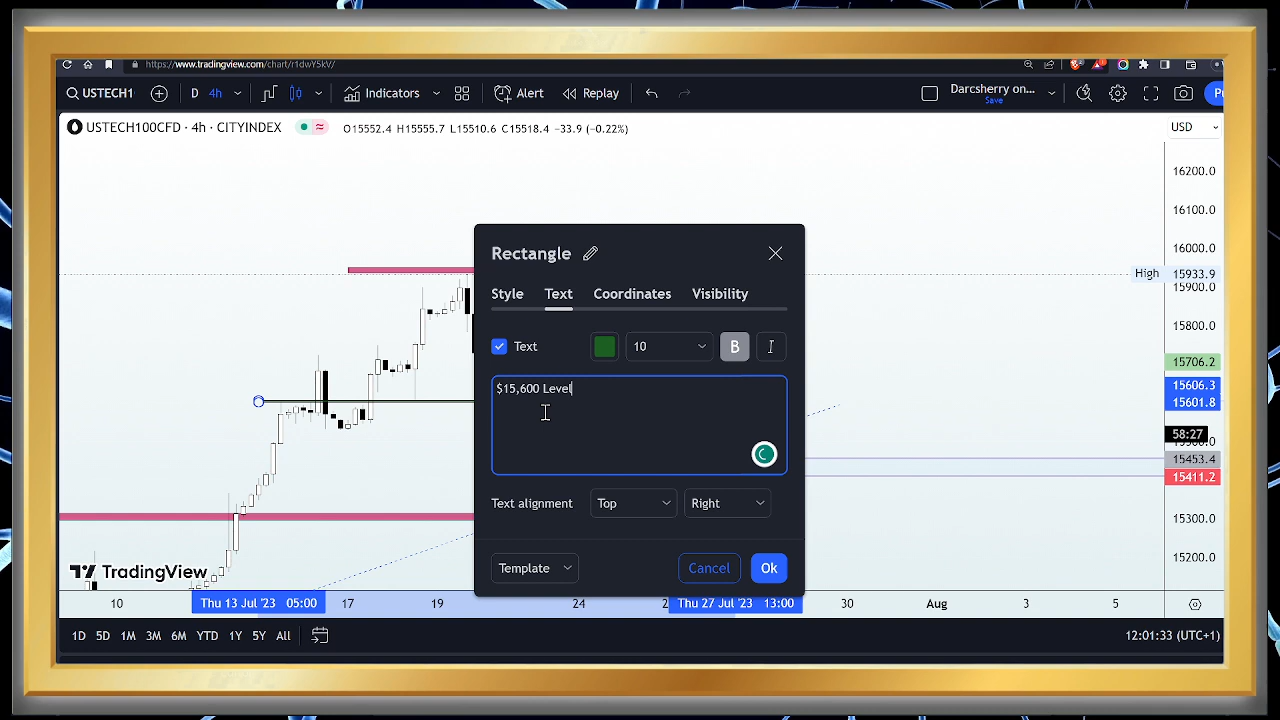 https://www.tradingview.com/chart/r1dwY5kV/
USTECH1
D
4h
Indicators
Alert
Replay
Darcsherry on...
Save
USTECH100CFD · 4h · CITYINDEX
O15552.4 H15555.7 L15510.6 C15518.4 −33.9 (−0.22%)
USD
16200.0
16100.0
16000.0
High 15933.9
15900.0
15800.0
15706.2
15606.3
15601.8
58:27
15453.4
15411.2
15300.0
15200.0
Rectangle
Style Text Coordinates Visibility
Text 10 B I
$15,600 Level
Text alignment Top Right
Template Cancel Ok
TradingView
10 Thu 13 Jul '23 05:00 17 19 24 Thu 27 Jul '23 13:00 30 Aug 3 5
1D 5D 1M 3M 6M YTD 1Y 5Y All
12:01:33 (UTC+1)